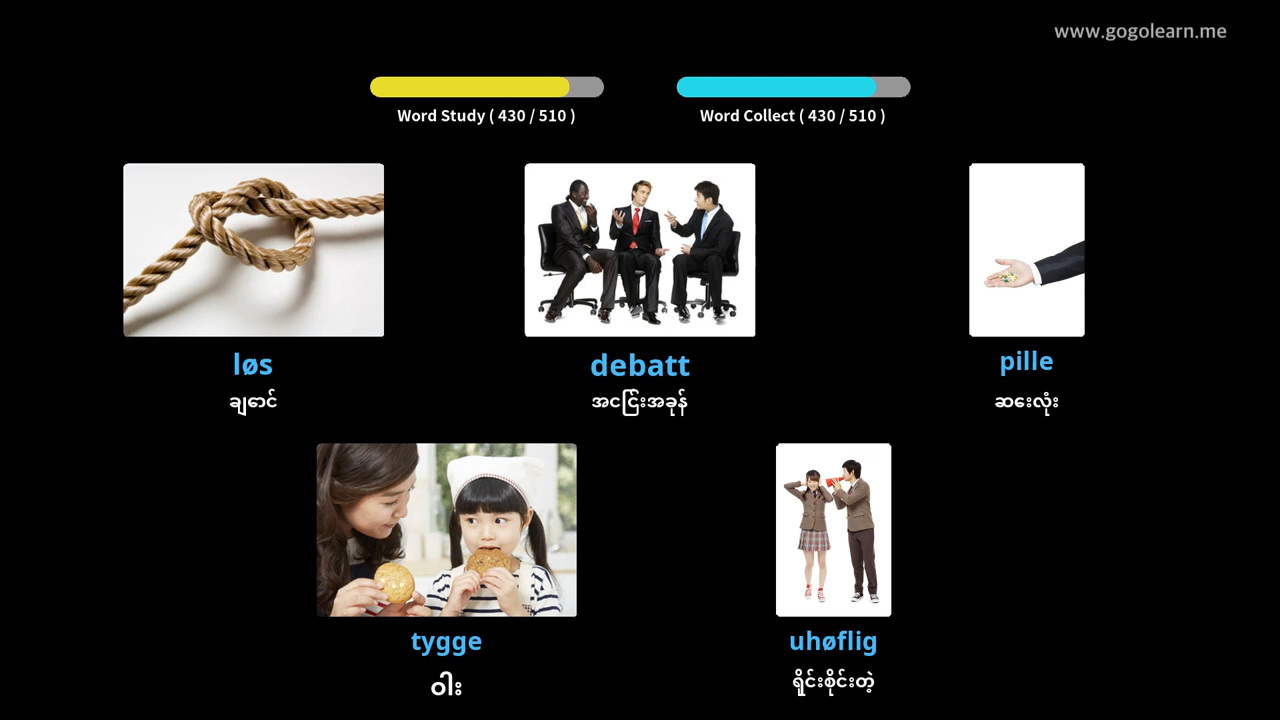 www.gogolearn.me
Word Study ( 430 / 510 )
Word Collect ( 430 / 510 )
løs
debatt
pille
ချောင်
အငြင်းအခုန်
ဆေးလုံး
tygge
uhøflig
ဝါး
ရိုင်းစိုင်းတဲ့